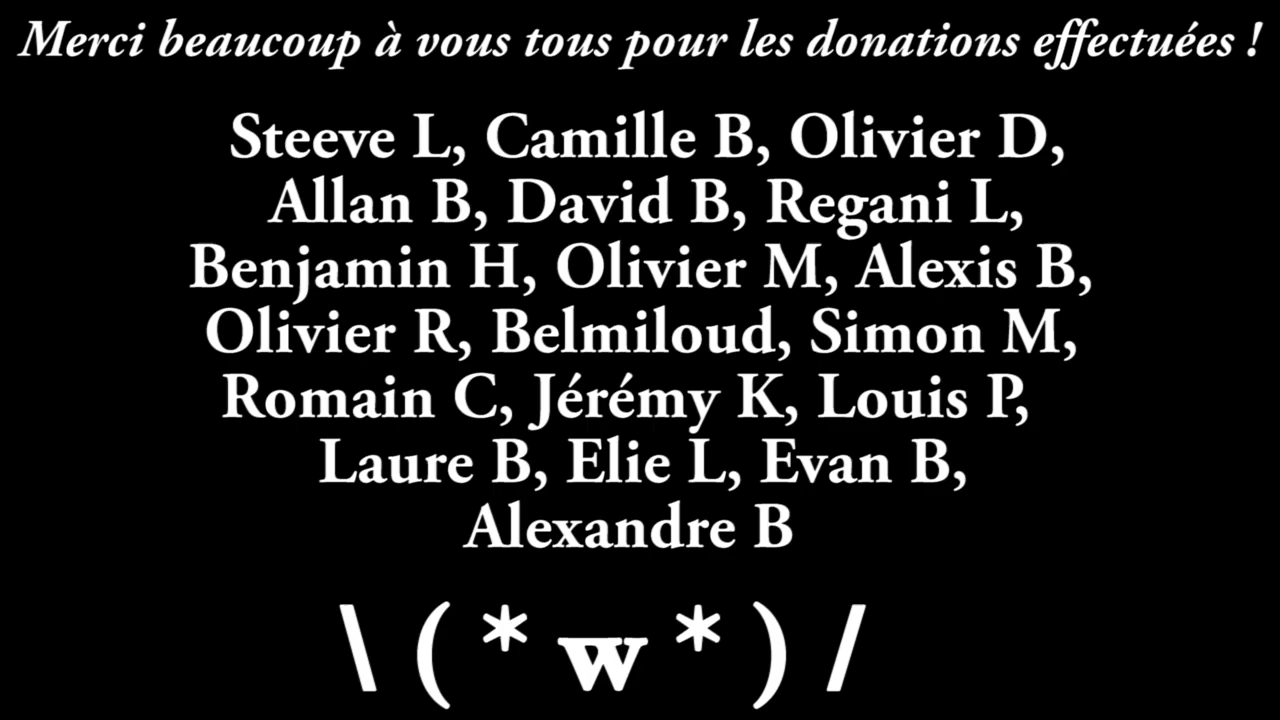 Merci beaucoup à vous tous pour les donations effectuées !
Steeve L, Camille B, Olivier D,
Allan B, David B, Regani L,
Benjamin H, Olivier M, Alexis B,
Olivier R, Belmiloud, Simon M,
Romain C, Jérémy K, Louis P,
Laure B, Elie L, Evan B,
Alexandre B
\ ( * w * ) /